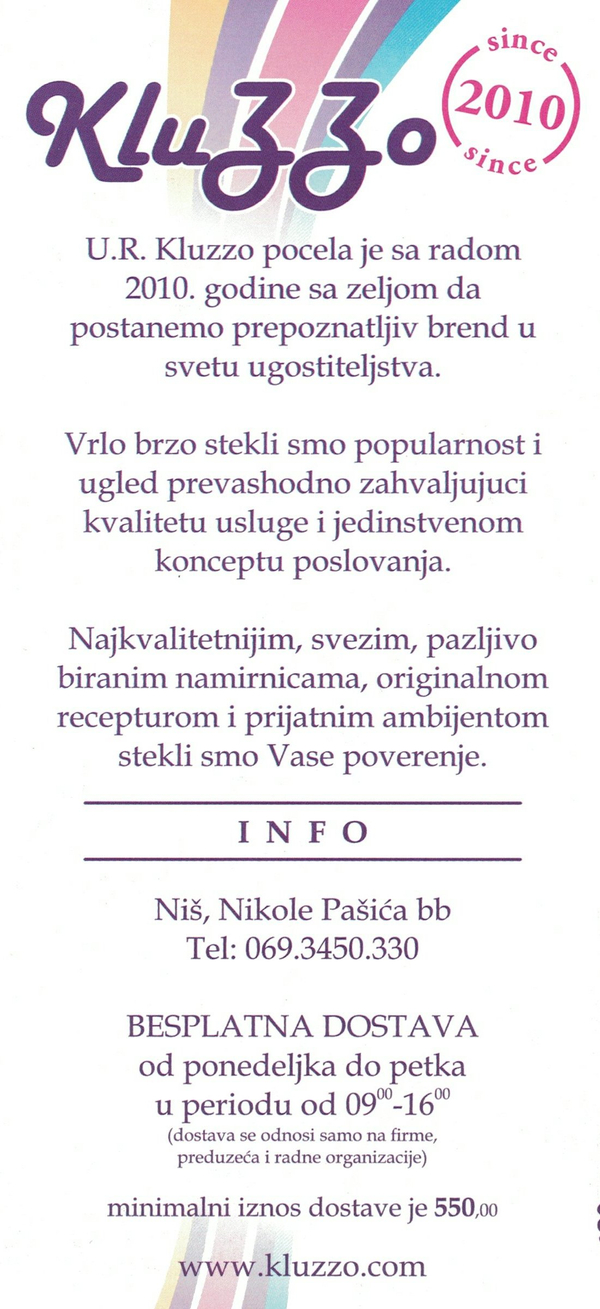 KluZZo
since
2010
since
U.R. Kluzzo pocela je sa radom
2010. godine sa zeljom da
postanemo prepoznatljiv brend u
svetu ugostiteljstva.
Vrlo brzo stekli smo popularnost i
ugled prevashodno zahvaljujuci
kvalitetu usluge i jedinstvenom
konceptu poslovanja.
Najkvalitetnijim, svezim, pazljivo
biranim namirnicama, originalnom
recepturom i prijatnim ambijentom
stekli smo Vase poverenje.
INFO
Niš, Nikole Pašića bb
Tel: 069.3450.330
BESPLATNA DOSTAVA
od ponedeljka do petka
u periodu od 09⁰⁰-16⁰⁰
(dostava se odnosi samo na firme,
preduzeća i radne organizacije)
minimalni iznos dostave je 550,00
www.kluzzo.com